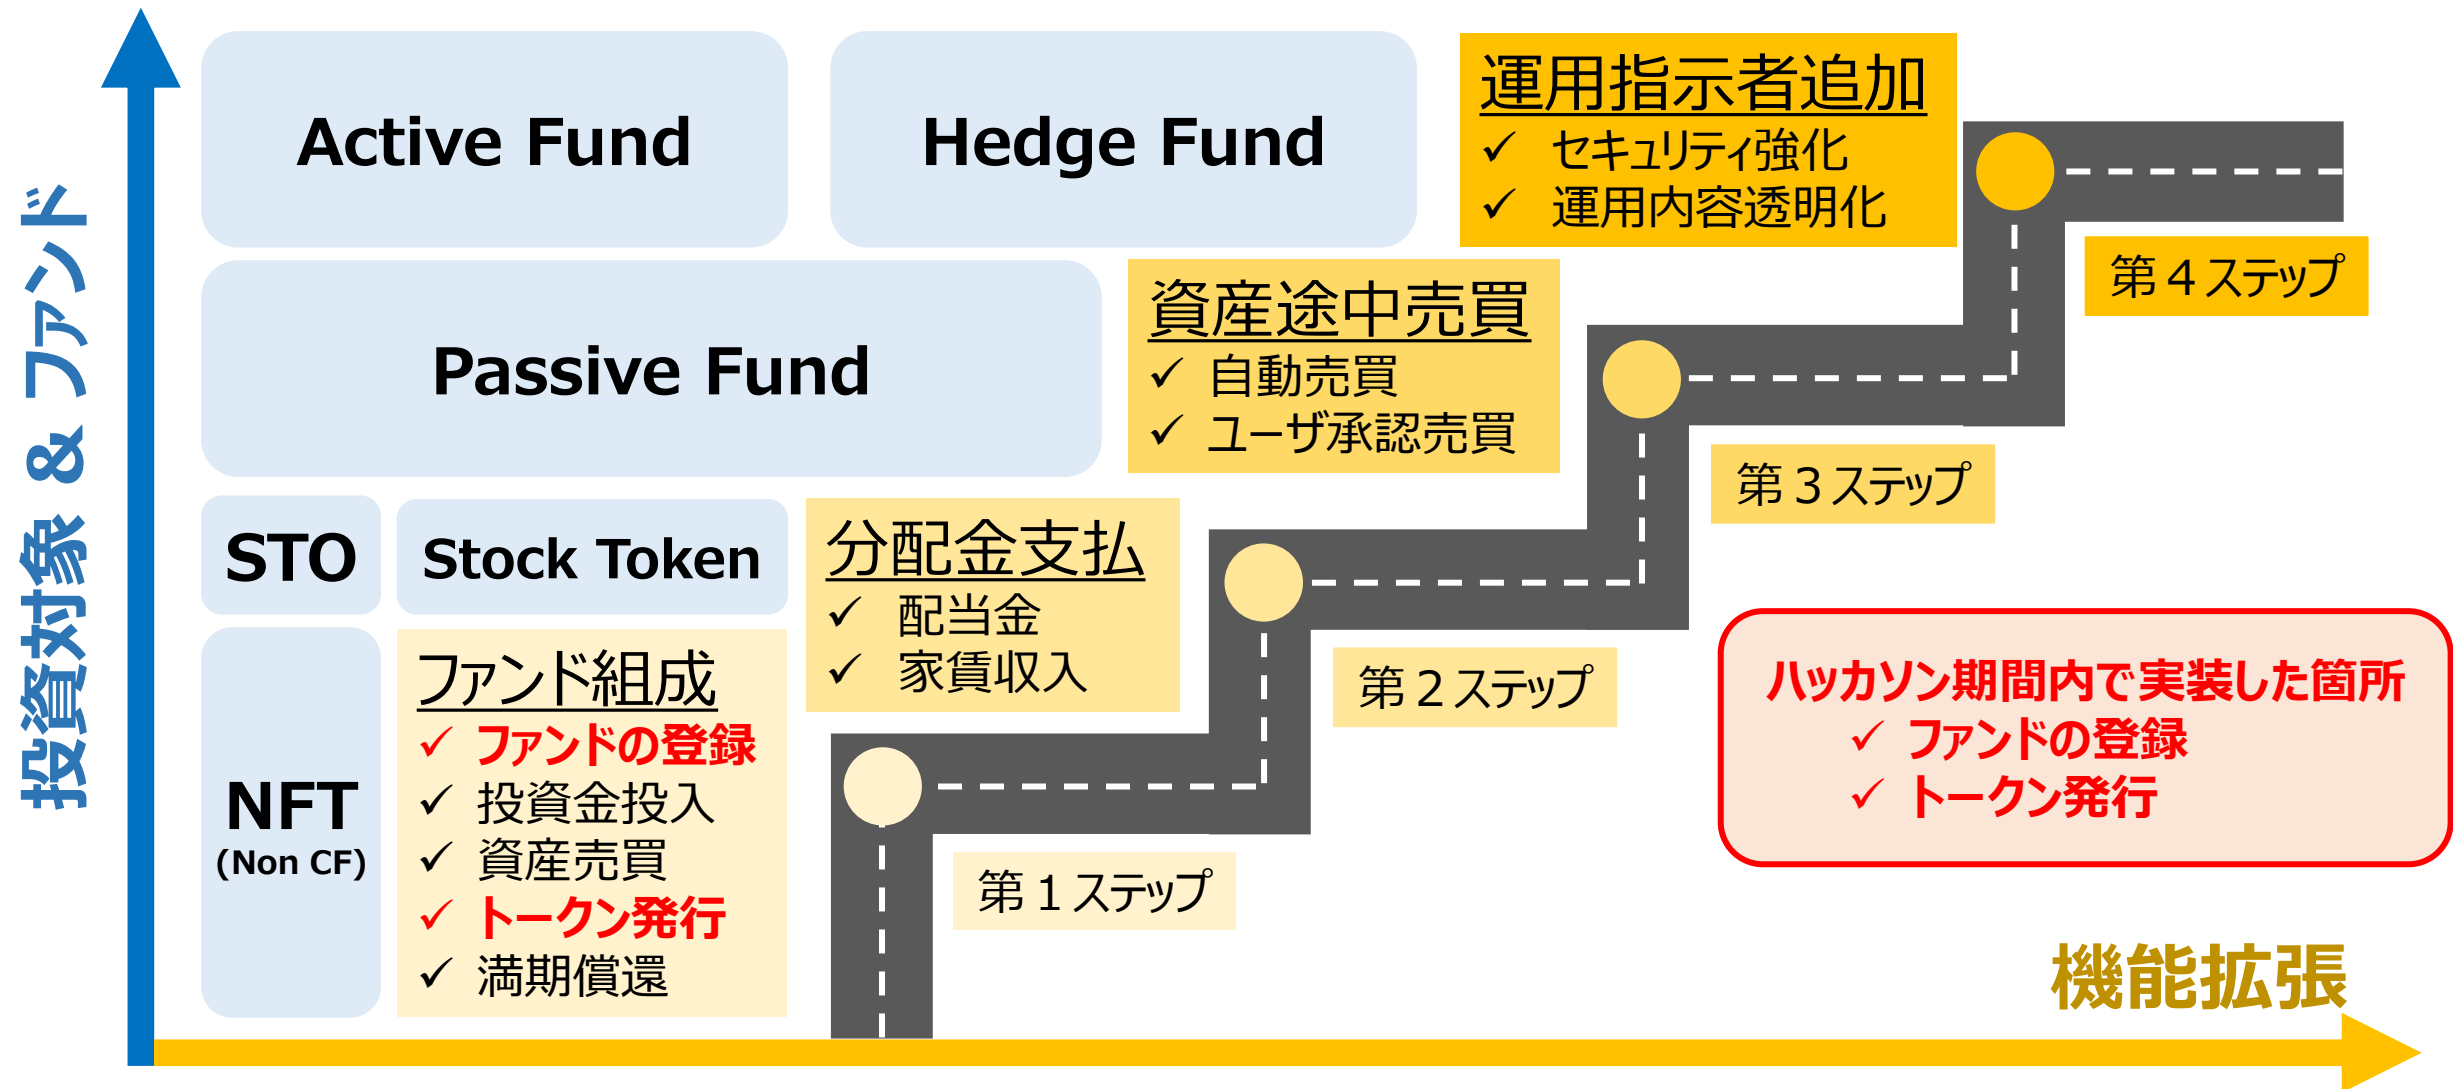 投資対象 & ファンド
Active Fund
Hedge Fund
運用指示者追加
✓ セキュリティ強化
✓ 運用内容透明化
第４ステップ
Passive Fund
資産途中売買
✓ 自動売買
✓ ユーザ承認売買
第３ステップ
STO
Stock Token
分配金支払
✓ 配当金
✓ 家賃収入
第２ステップ
NFT
(Non CF)
ファンド組成
✓ ファンドの登録
✓ 投資金投入
✓ 資産売買
✓ トークン発行
✓ 満期償還
第１ステップ
ハッカソン期間内で実装した箇所
✓ ファンドの登録
✓ トークン発行
機能拡張